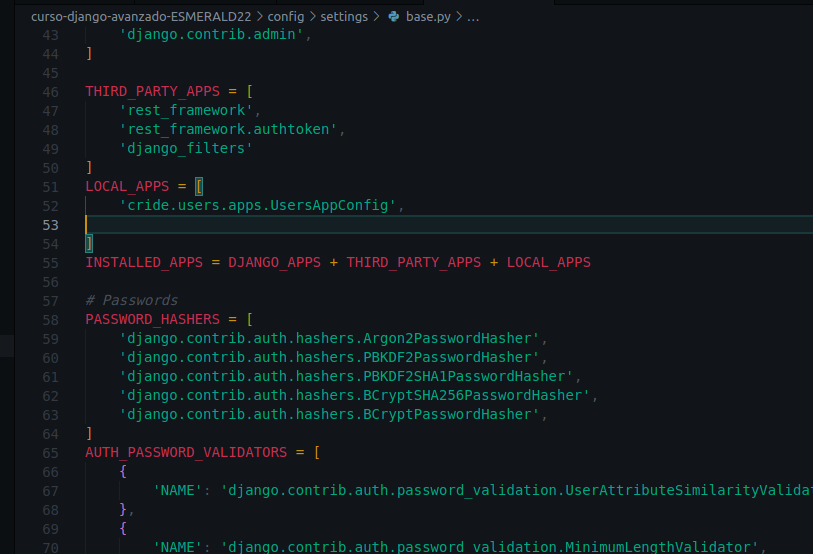 curso-django-avanzado-ESMERALD22 > config > settings > base.py > ...
43 'django.contrib.admin',
44 ]
45
46 THIRD_PARTY_APPS = [
47 'rest_framework',
48 'rest_framework.authtoken',
49 'django_filters'
50 ]
51 LOCAL_APPS = [
52 'cride.users.apps.UsersAppConfig',
53
54 ]
55 INSTALLED_APPS = DJANGO_APPS + THIRD_PARTY_APPS + LOCAL_APPS
56
57 # Passwords
58 PASSWORD_HASHERS = [
59 'django.contrib.auth.hashers.Argon2PasswordHasher',
60 'django.contrib.auth.hashers.PBKDF2PasswordHasher',
61 'django.contrib.auth.hashers.PBKDF2SHA1PasswordHasher',
62 'django.contrib.auth.hashers.BCryptSHA256PasswordHasher',
63 'django.contrib.auth.hashers.BCryptPasswordHasher',
64 ]
65 AUTH_PASSWORD_VALIDATORS = [
66 {
67 'NAME': 'django.contrib.auth.password_validation.UserAttributeSimilarityValidat
68 },
69 {
70 'NAME': 'django.contrib.auth.password_validation.MinimumLengthValidator',